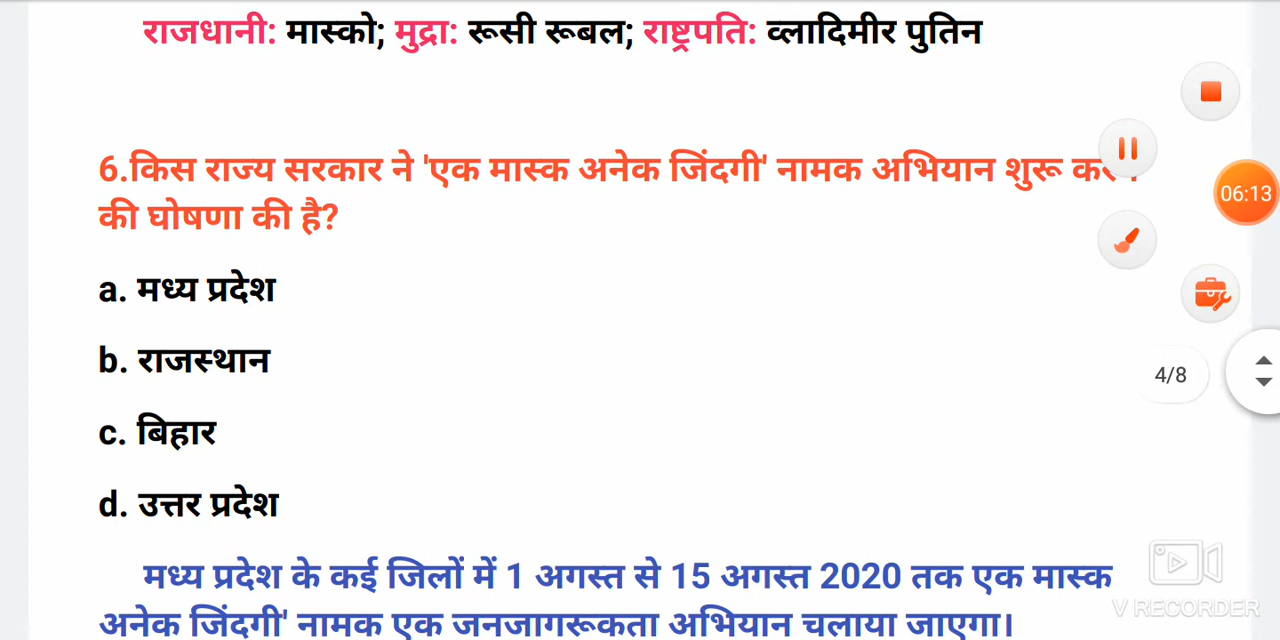 राजधानी: मास्को; मुद्रा: रूसी रूबल; राष्ट्रपति: व्लादिमीर पुतिन
6.किस राज्य सरकार ने 'एक मास्क अनेक जिंदगी' नामक अभियान शुरू
की घोषणा की है?
06:13
a. मध्य प्रदेश
b. राजस्थान
4/8
c. बिहार
d. उत्तर प्रदेश
मध्य प्रदेश के कई जिलों में 1 अगस्त से 15 अगस्त 2020 तक एक मास्क
अनेक जिंदगी' नामक एक जनजागरूकता अभियान चलाया जाएगा।
V RECORDER